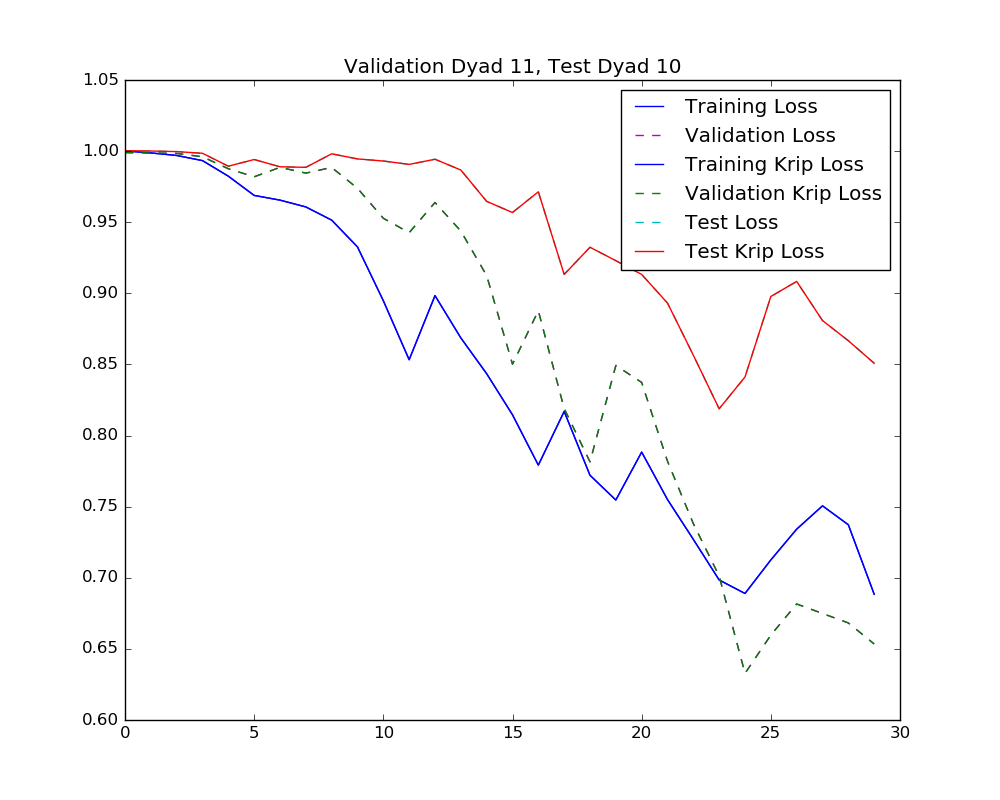 Validation Dyad 11, Test Dyad 10
1.05
1.00
0.95
0.90
0.85
0.80
0.75
0.70
0.65
0.60
Training Loss
Validation Loss
Training Krip Loss
Validation Krip Loss
Test Loss
Test Krip Loss
0 5 10 15 20 25 30